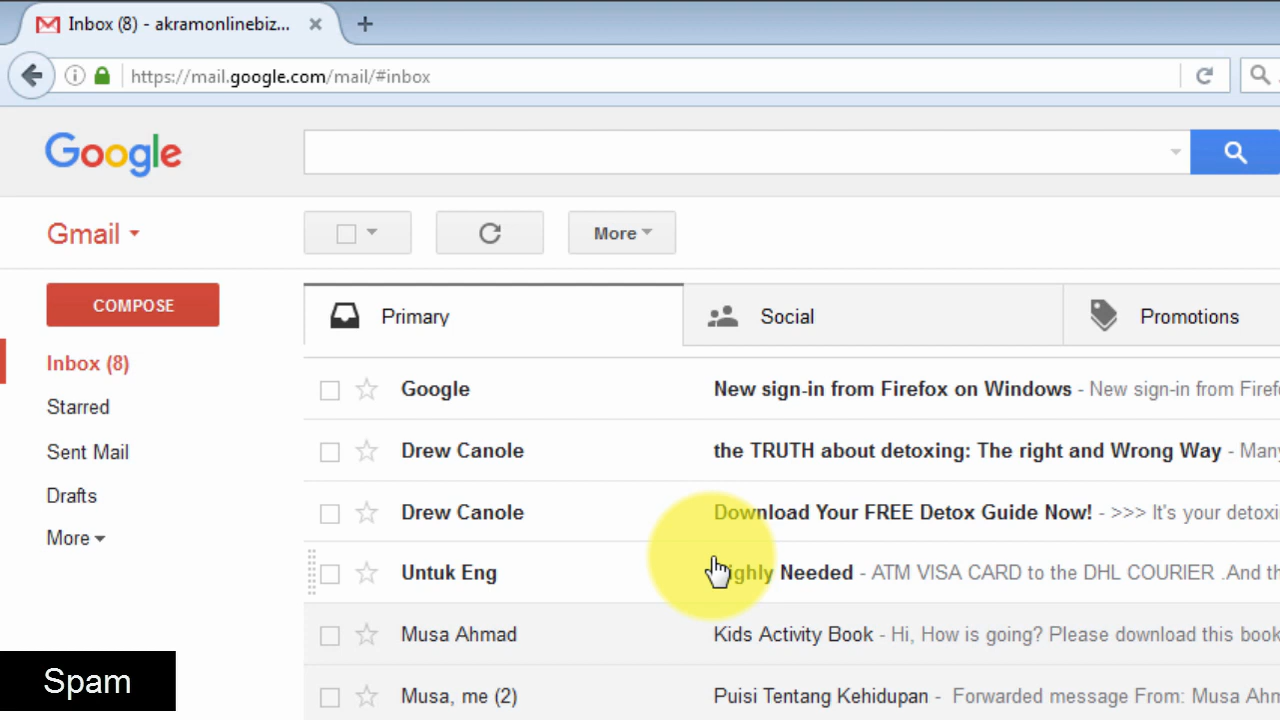 Inbox (8) - akramonlinebiz...
https://mail.google.com/mail/#inbox
Google
Gmail
More
COMPOSE
Primary
Social
Promotions
Inbox (8)
Starred
Sent Mail
Drafts
More
Google New sign-in from Firefox on Windows - New sign-in from Firef
Drew Canole the TRUTH about detoxing: The right and Wrong Way - Many
Drew Canole Download Your FREE Detox Guide Now! - >>> It's your detoxi
Untuk Eng Highly Needed - ATM VISA CARD to the DHL COURIER .And th
Musa Ahmad Kids Activity Book - Hi, How is going? Please download this book
Musa, me (2) Puisi Tentang Kehidupan - Forwarded message From: Musa Ahm
Spam